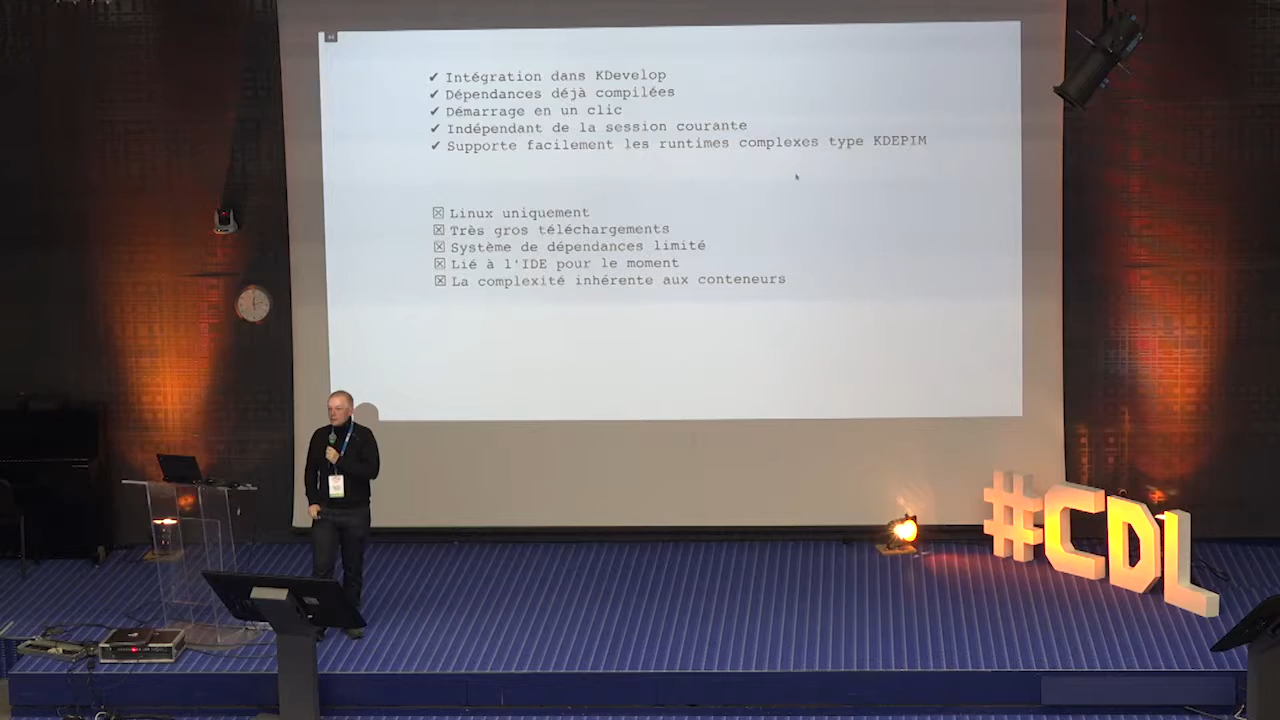 ✔ Intégration dans KDevelop
✔ Dépendances déjà compilées
✔ Démarrage en un clic
✔ Indépendant de la session courante
✔ Supporte facilement les runtimes complexes type KDEPIM
☒ Linux uniquement
☒ Très gros téléchargements
☒ Système de dépendances limité
☒ Lié à l'IDE pour le moment
☒ La complexité inhérente aux conteneurs
#CDL